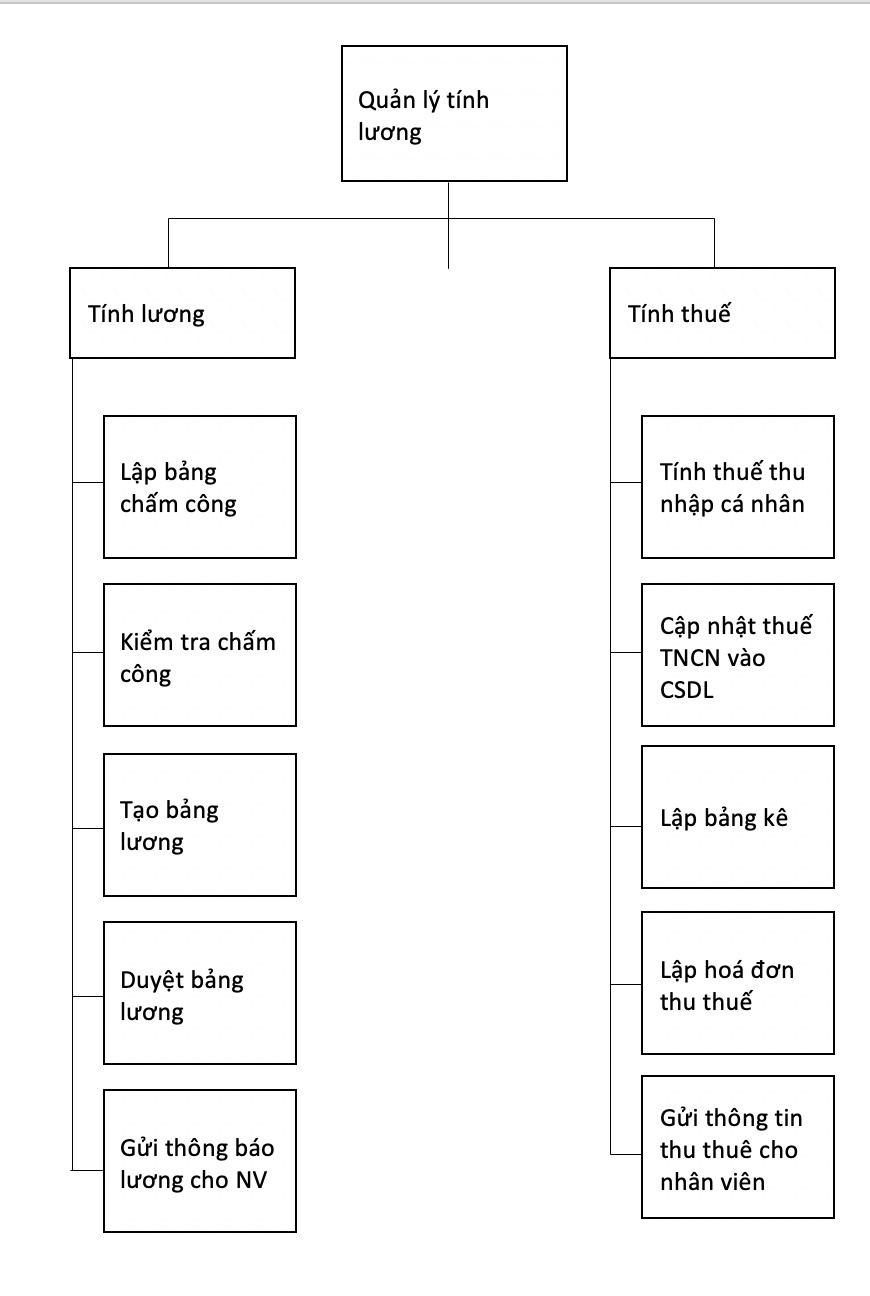 Quản lý tính
lương
Tính lương
Lập bảng
chấm công
Kiểm tra chấm
công
Tạo bảng
lương
Duyệt bảng
lương
Gửi thông báo
lương cho NV
Tính thuế
Tính thuế thu
nhập cá nhân
Cập nhật thuế
TNCN vào
CSDL
Lập bảng kê
Lập hoá đơn
thu thuế
Gửi thông tin
thu thuê cho
nhân viên